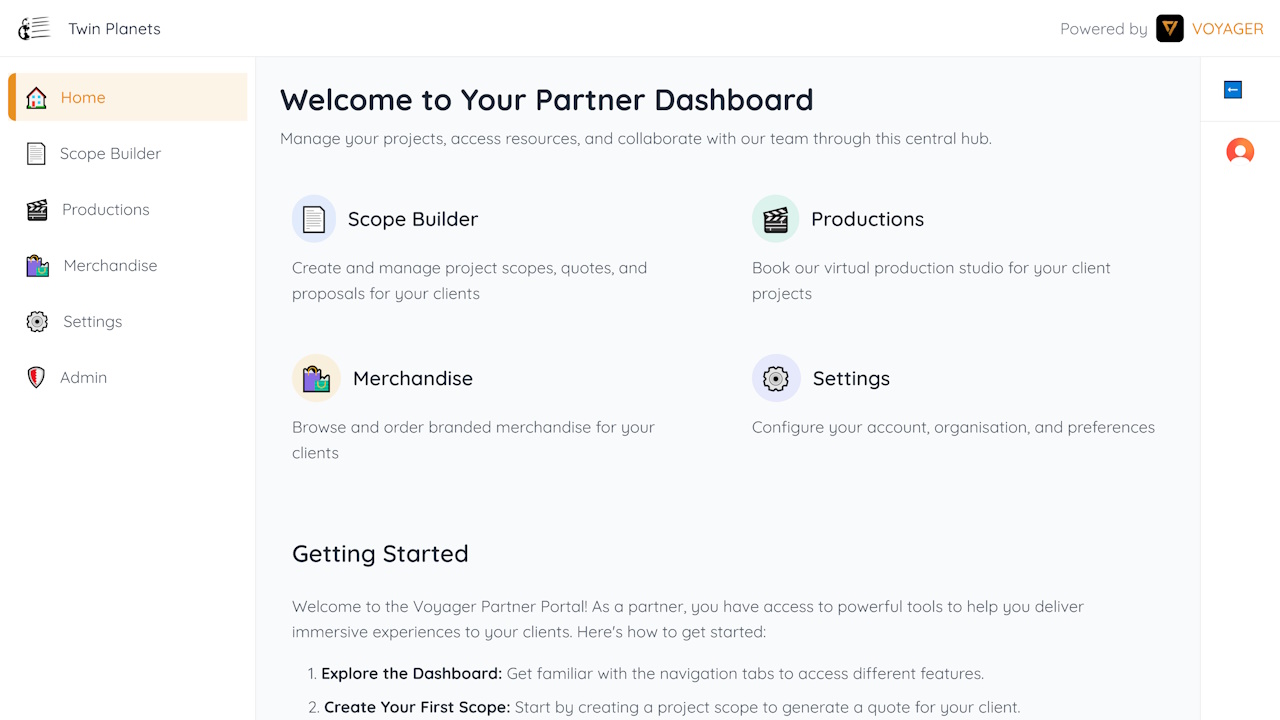 Twin Planets
Powered by VOYAGER
Home
Scope Builder
Productions
Merchandise
Settings
Admin
Welcome to Your Partner Dashboard
Manage your projects, access resources, and collaborate with our team through this central hub.
Scope Builder
Create and manage project scopes, quotes, and
proposals for your clients
Productions
Book our virtual production studio for your client
projects
Merchandise
Browse and order branded merchandise for your
clients
Settings
Configure your account, organisation, and preferences
Getting Started
Welcome to the Voyager Partner Portal! As a partner, you have access to powerful tools to help you deliver
immersive experiences to your clients. Here's how to get started:
1. Explore the Dashboard: Get familiar with the navigation tabs to access different features.
2. Create Your First Scope: Start by creating a project scope to generate a quote for your client.